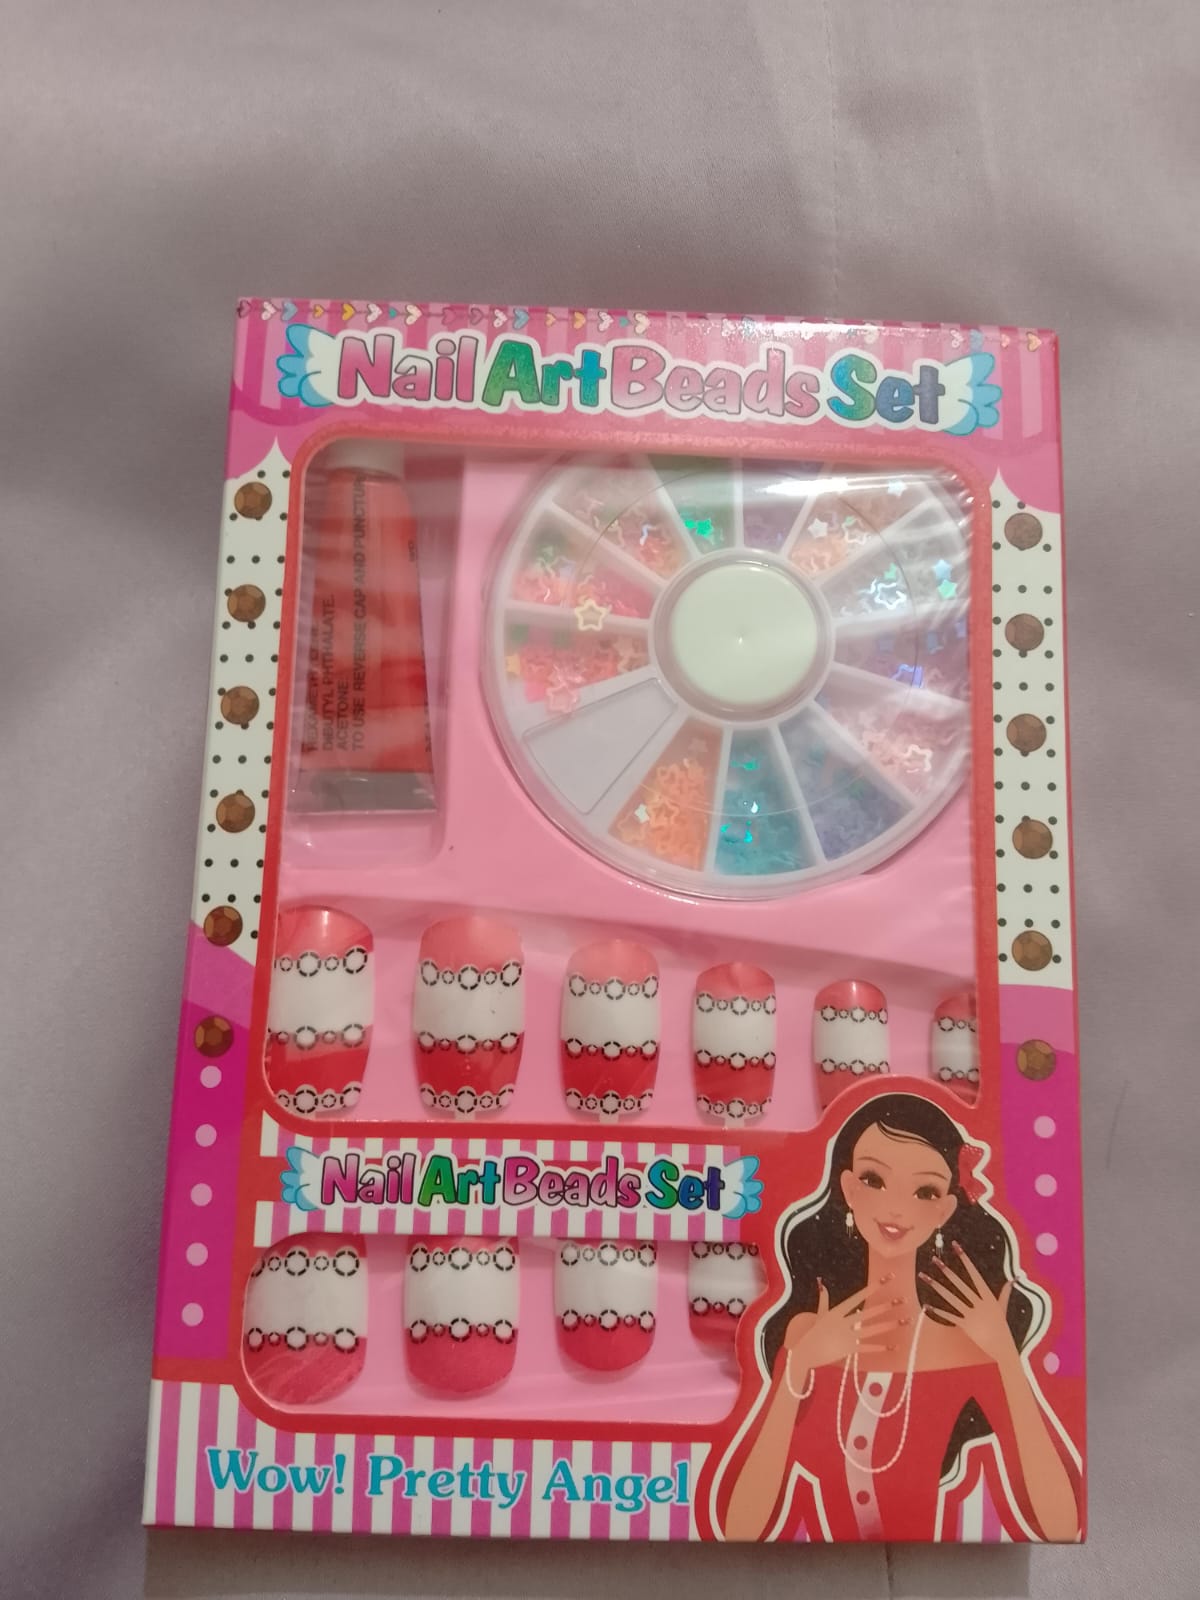 Nail Art Beads Set
DIBUTYL PHTHALATE.
ACETONE.
TO USE REVERSE CAP AND PUNCTUR
Nail Art Beads Set
Wow! Pretty Angel